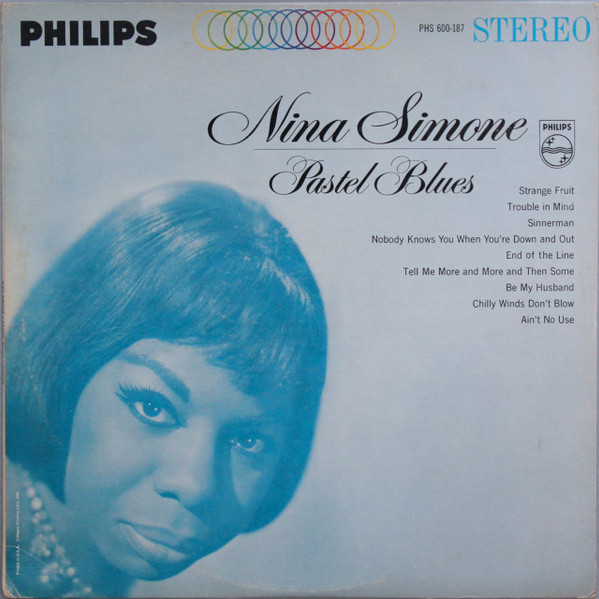 PHILIPS
PHS 600-187 STEREO
Nina Simone
PHILIPS
Pastel Blues
Strange Fruit
Trouble in Mind
Sinnerman
Nobody Knows You When You're Down and Out
End of the Line
Tell Me More and More and Then Some
Be My Husband
Chilly Winds Don't Blow
Ain't No Use